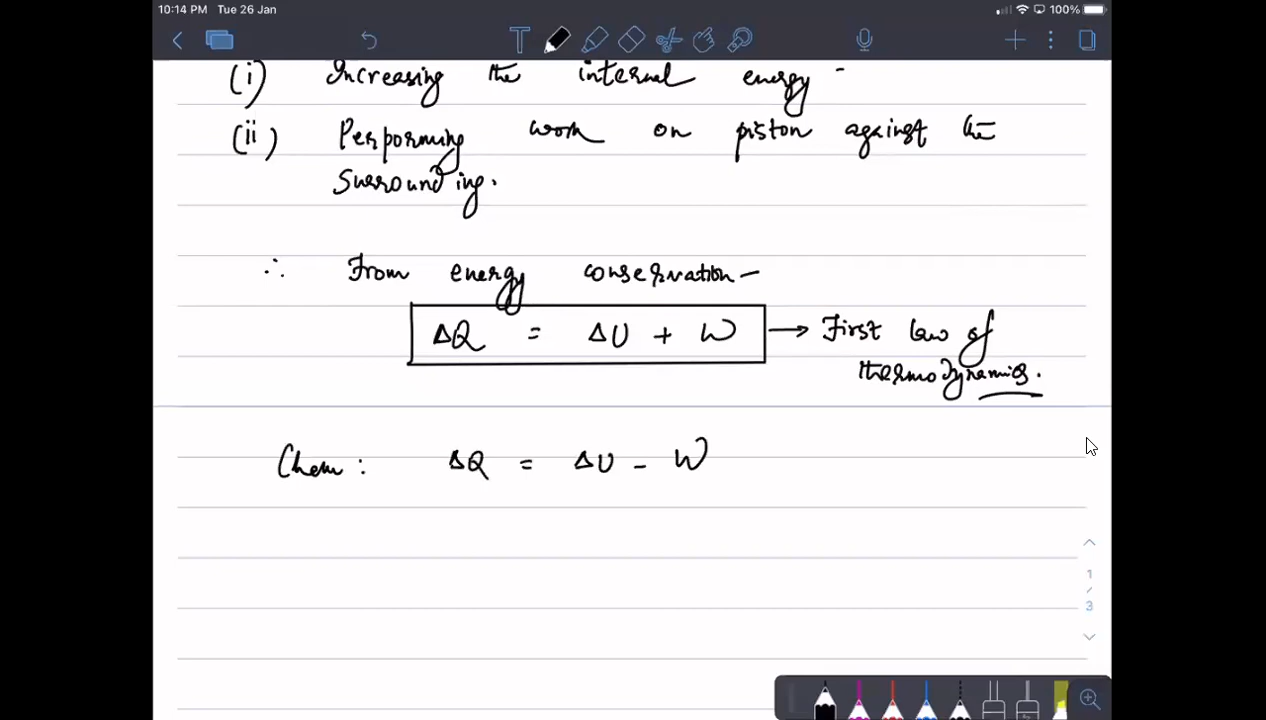 10:14 PM Tue 26 Jan 100%
T
(i) Increasing the internal energy -
(ii) Performing work on piston against the
Surrounding.
∴ From energy conservation -
ΔQ = ΔU + W → First law of
thermodynamics.
Chem: ΔQ = ΔU - W
1
/
3